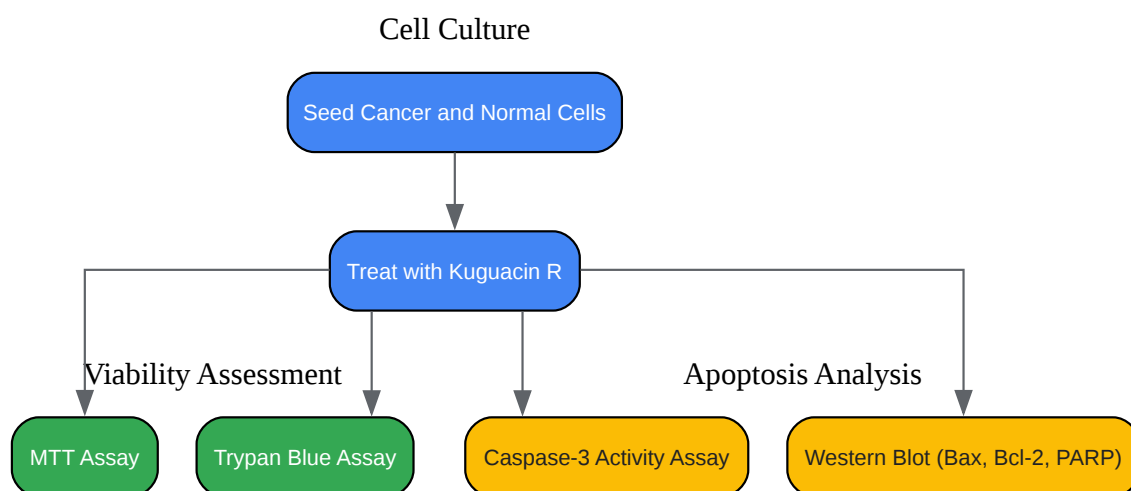 Cell Culture
Seed Cancer and Normal Cells
Treat with Kuguacin R
Viability Assessment
Apoptosis Analysis
MTT Assay
Trypan Blue Assay
Caspase-3 Activity Assay
Western Blot (Bax, Bcl-2, PARP)